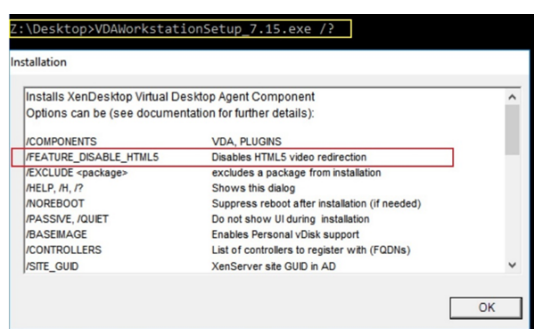 Z:\Desktop>VDAWorkstationSetup_7.15.exe /?
Installation
Installs XenDesktop Virtual Desktop Agent Component
Options can be (see documentation for further details):
/COMPONENTS VDA, PLUGINS
/FEATURE_DISABLE_HTML5 Disables HTML5 video redirection
/EXCLUDE <package> excludes a package from installation
/HELP, /H, /? Shows this dialog
/NOREBOOT Suppress reboot after installation (if needed)
/PASSIVE, /QUIET Do not show UI during installation
/BASEIMAGE Enables Personal vDisk support
/CONTROLLERS List of controllers to register with (FQDNs)
/SITE_GUID XenServer site GUID in AD
OK